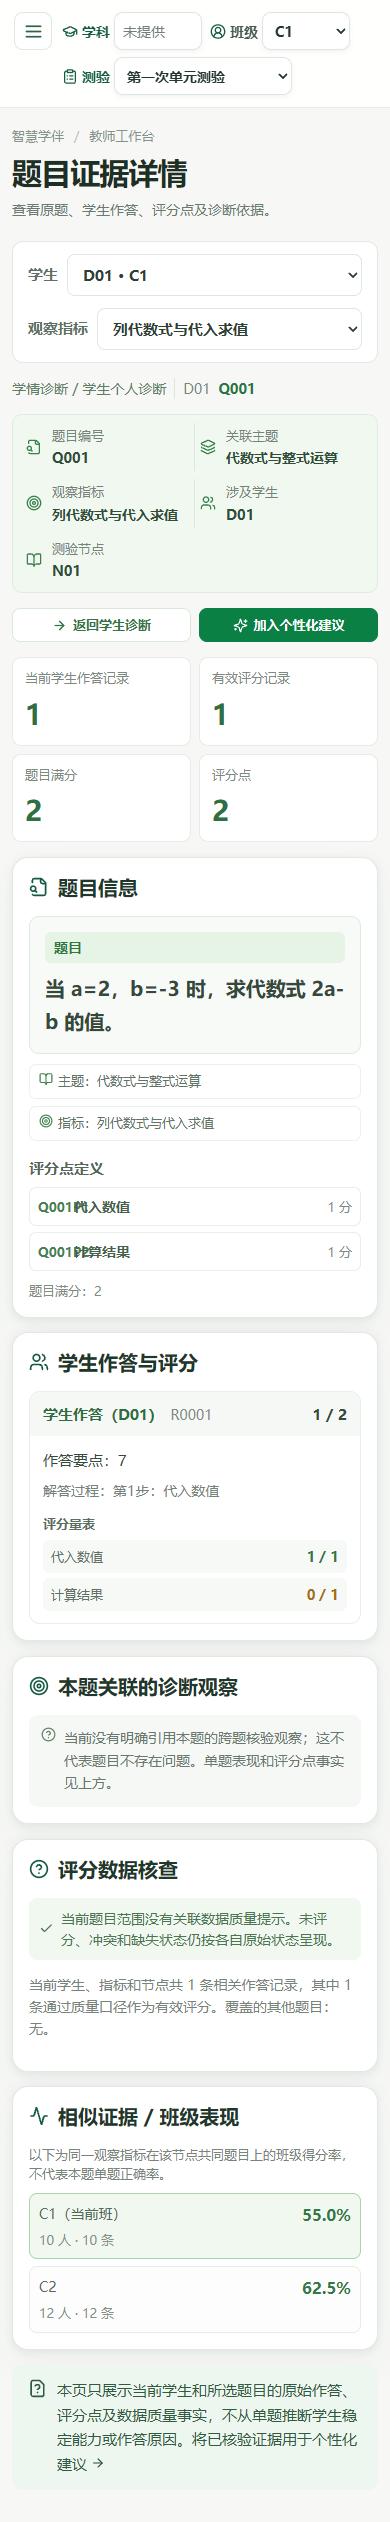 学科 未提供 班级 C1
测验 第一次单元测验
智慧学伴 / 教师工作台
题目证据详情
查看原题、学生作答、评分点及诊断依据。
学生 D01 · C1
观察指标 列代数式与代入求值
学情诊断 / 学生个人诊断 D01 Q001
题目编号
Q001
关联主题
代数式与整式运算
观察指标
列代数式与代入求值
涉及学生
D01
测验节点
N01
→ 返回学生诊断
加入个性化建议
当前学生作答记录
1
有效评分记录
1
题目满分
2
评分点
2
题目信息
题目
当 a=2，b=-3 时，求代数式 2a-
b 的值。
主题：代数式与整式运算
指标：列代数式与代入求值
评分点定义
Q001 代入数值 1 分
Q001 计算结果 1 分
题目满分：2
学生作答与评分
学生作答（D01） R0001 1 / 2
作答要点：7
解答过程：第1步：代入数值
评分量表
代入数值 1 / 1
计算结果 0 / 1
本题关联的诊断观察
当前没有明确引用本题的跨题核验观察；这不
代表题目不存在问题。单题表现和评分点事实
见上方。
评分数据核查
当前题目范围没有关联数据质量提示。未评
分、冲突和缺失状态仍按各自原始状态呈现。
当前学生、指标和节点共 1 条相关作答记录，其中 1
条通过质量口径作为有效评分。覆盖的其他题目：
无。
相似证据 / 班级表现
以下为同一观察指标在该节点共同题目上的班级得分率，
不代表本题单题正确率。
C1（当前班） 55.0%
10 人 · 10 条
C2 62.5%
12 人 · 12 条
本页只展示当前学生和所选题目的原始作答、
评分点及数据质量事实，不从单题推断学生稳
定能力或作答原因。将已核验证据用于个性化
建议 →